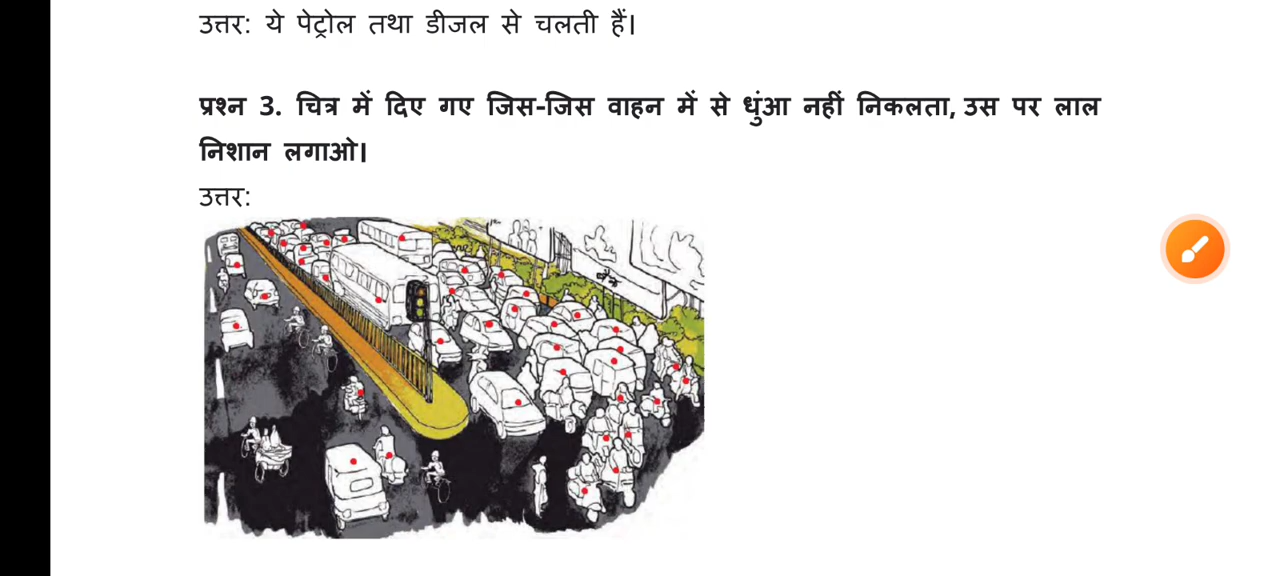 उत्तर: ये पेट्रोल तथा डीजल से चलती हैं।
प्रश्न 3. चित्र में दिए गए जिस-जिस वाहन में से धुंआ नहीं निकलता, उस पर लाल
निशान लगाओ।
उत्तर: